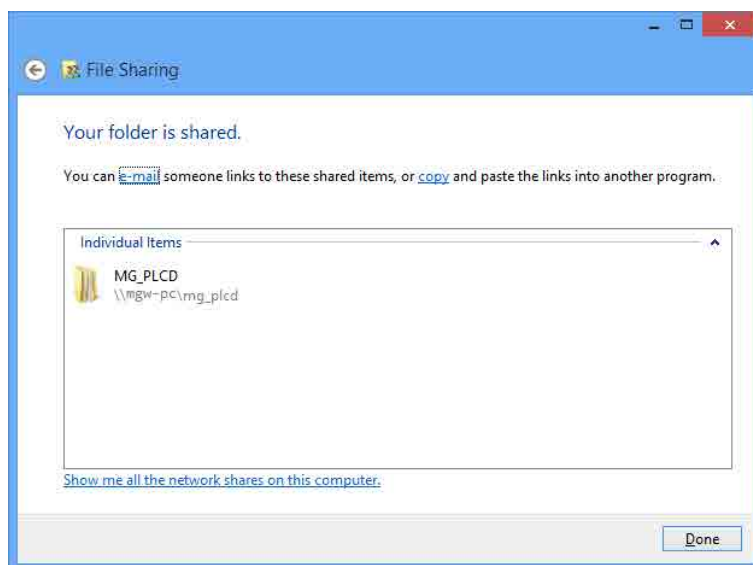 File Sharing
Your folder is shared.
You can e-mail someone links to these shared items, or copy and paste the links into another program.
Individual Items
MG_PLCD
\\mgw-pc\mg_plcd
Show me all the network shares on this computer.
Done